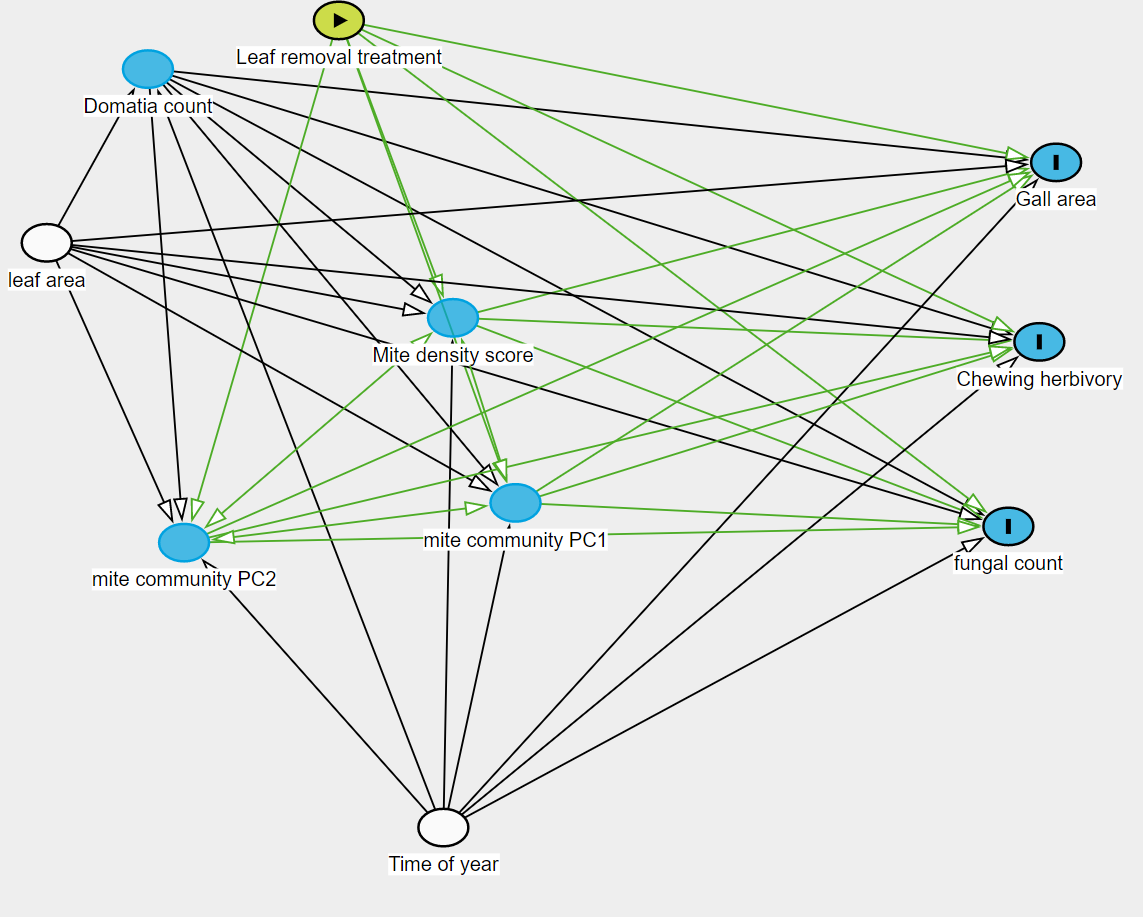 Leaf removal treatment
Domatia count
Gall area
leaf area
Mite density score
Chewing herbivory
mite community PC1
fungal count
mite community PC2
Time of year